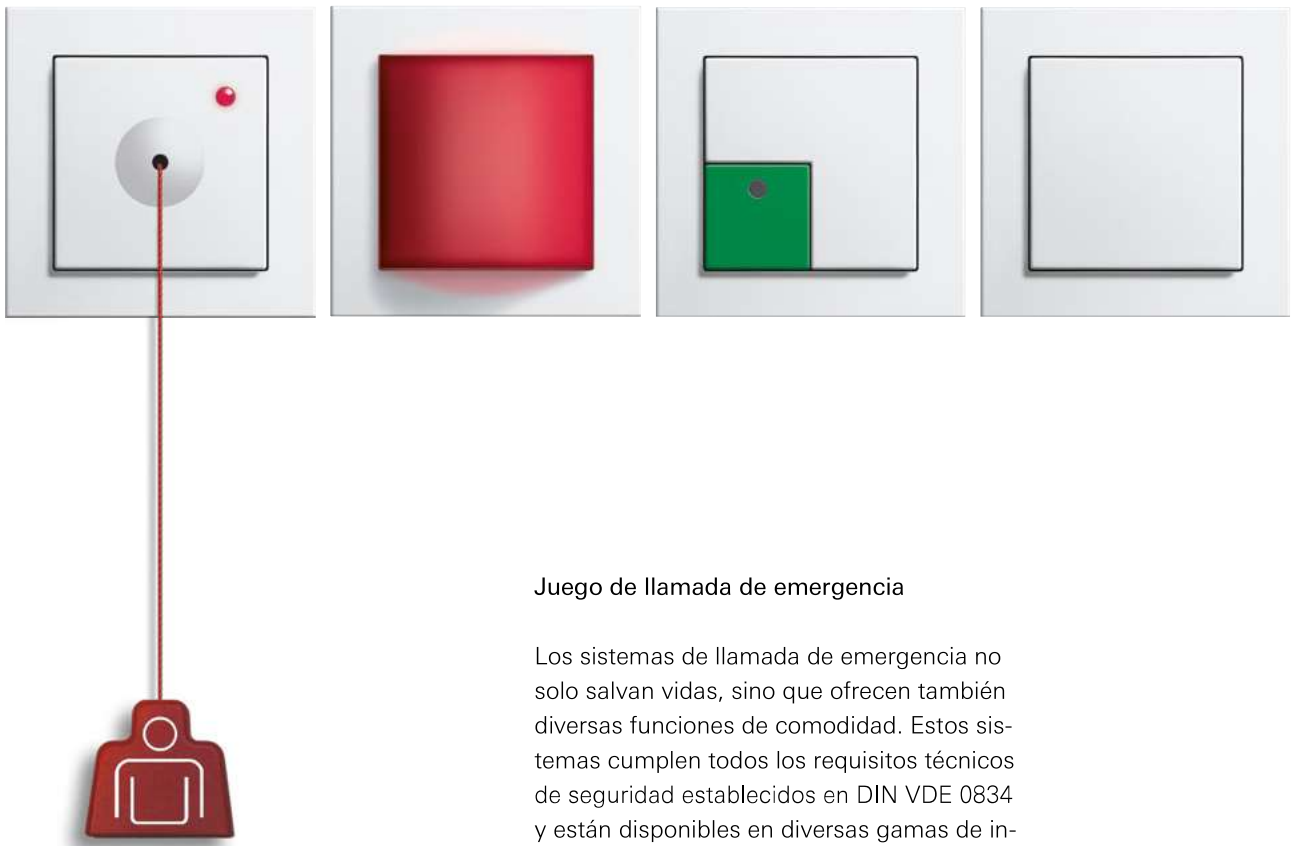 Juego de llamada de emergencia
Los sistemas de llamada de emergencia no
solo salvan vidas, sino que ofrecen también
diversas funciones de comodidad. Estos sis-
temas cumplen todos los requisitos técnicos
de seguridad establecidos en DIN VDE 0834
y están disponibles en diversas gamas de in-